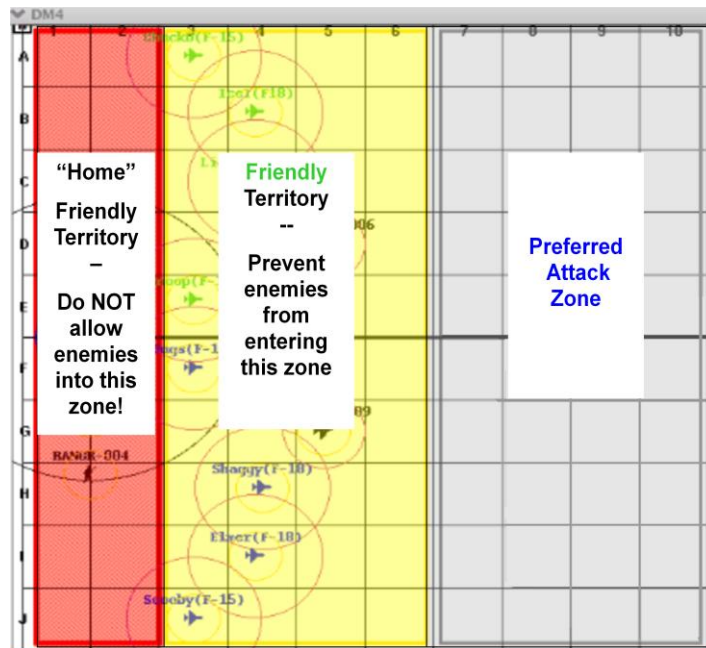 DM4
1 2 3 4 5 6 7 8 9 10
A
B
C
D
E
F
G
H
I
J
(F-15)
(F18)
“Home”
Friendly
Territory
–
Do NOT
allow
enemies
into this
zone!
Friendly
Territory
--
Prevent
enemies
from
entering
this zone
Preferred
Attack
Zone
Shaggy(F-18)
Elmer(F-18)
Scooby(F-15)